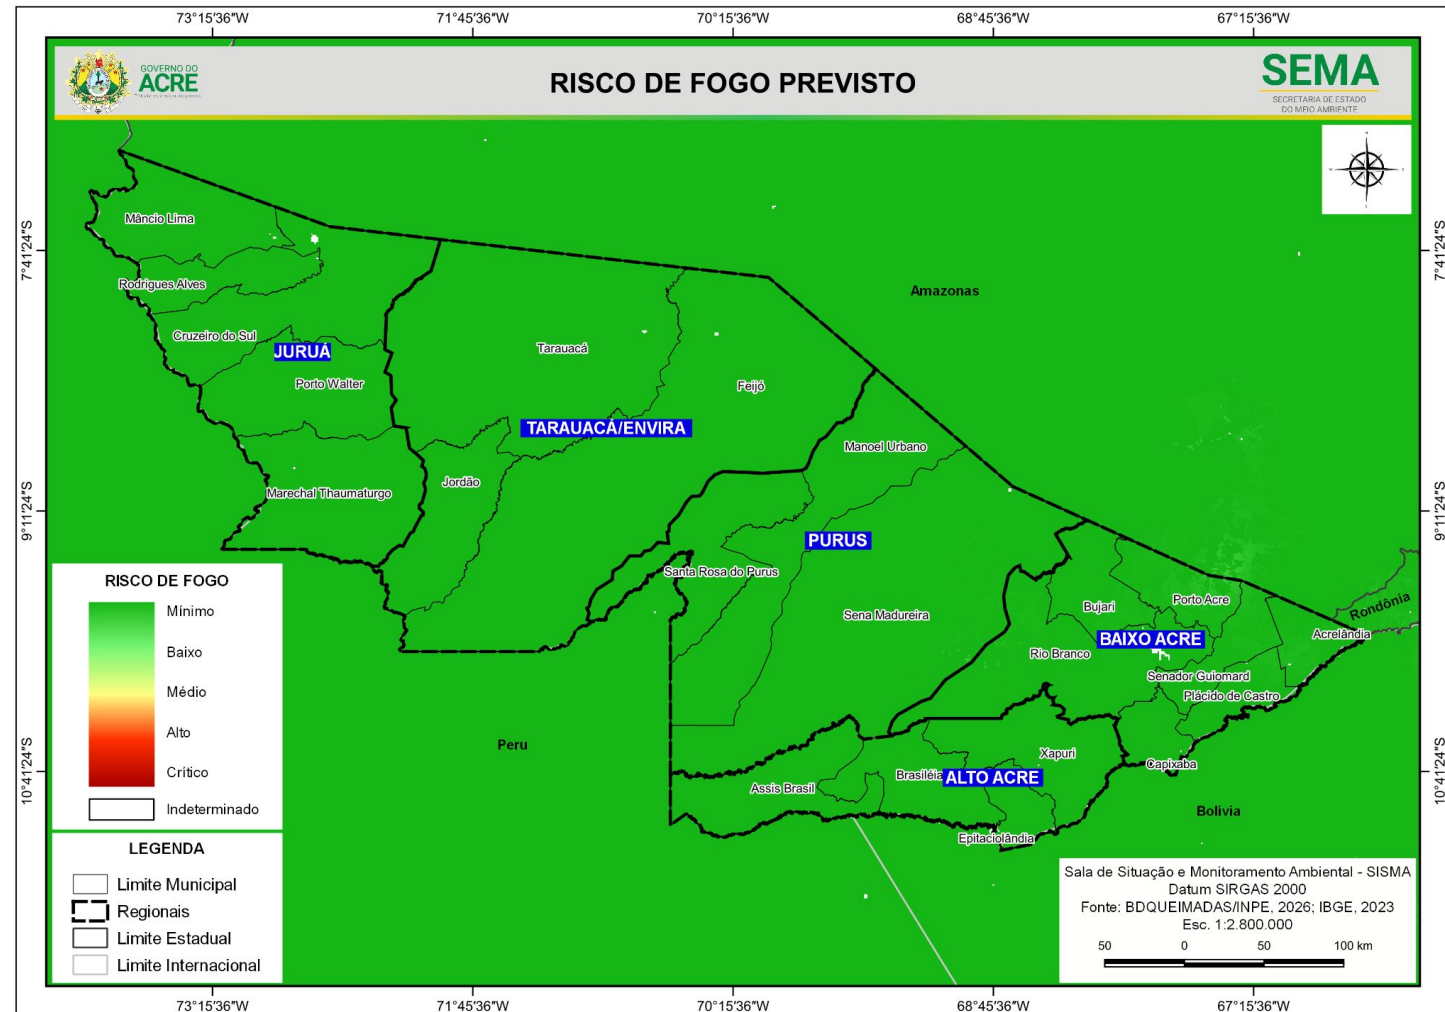 73°15'36"W
71°45'36"W
70°15'36"W
68°45'36"W
67°15'36"W
GOVERNO DO
ACRE
RISCO DE FOGO PREVISTO
SEMA
SECRETARIA DE ESTADO
DO MEIO AMBIENTE
7°41'24"S
7°41'24"S
Mâncio Lima
Rodrigues Alves
Amazonas
Cruzeiro do Sul
JURUÁ
Tarauacá
Porto Walter
Feijó
TARAUACÁ/ENVIRA
Manoel Urbano
Jordão
Marechal Thaumaturgo
9°11'24"S
9°11'24"S
PURUS
Santa Rosa do Purus
Sena Madureira
Bujari
Porto Acre
Rondônia
Acrelândia
BAIXO ACRE
Rio Branco
Senador Guiomard
Plácido de Castro
Peru
Xapuri
Capixaba
Brasiléia
ALTO ACRE
Assis Brasil
10°41'24"S
10°41'24"S
Bolivia
Epitaciolândia
RISCO DE FOGO
Mínimo
Baixo
Médio
Alto
Crítico
Indeterminado
LEGENDA
Limite Municipal
Regionais
Limite Estadual
Limite Internacional
Sala de Situação e Monitoramento Ambiental - SISMA
Datum SIRGAS 2000
Fonte: BDQUEIMADAS/INPE, 2026; IBGE, 2023
Esc. 1:2.800.000
50 0 50 100 km
73°15'36"W
71°45'36"W
70°15'36"W
68°45'36"W
67°15'36"W